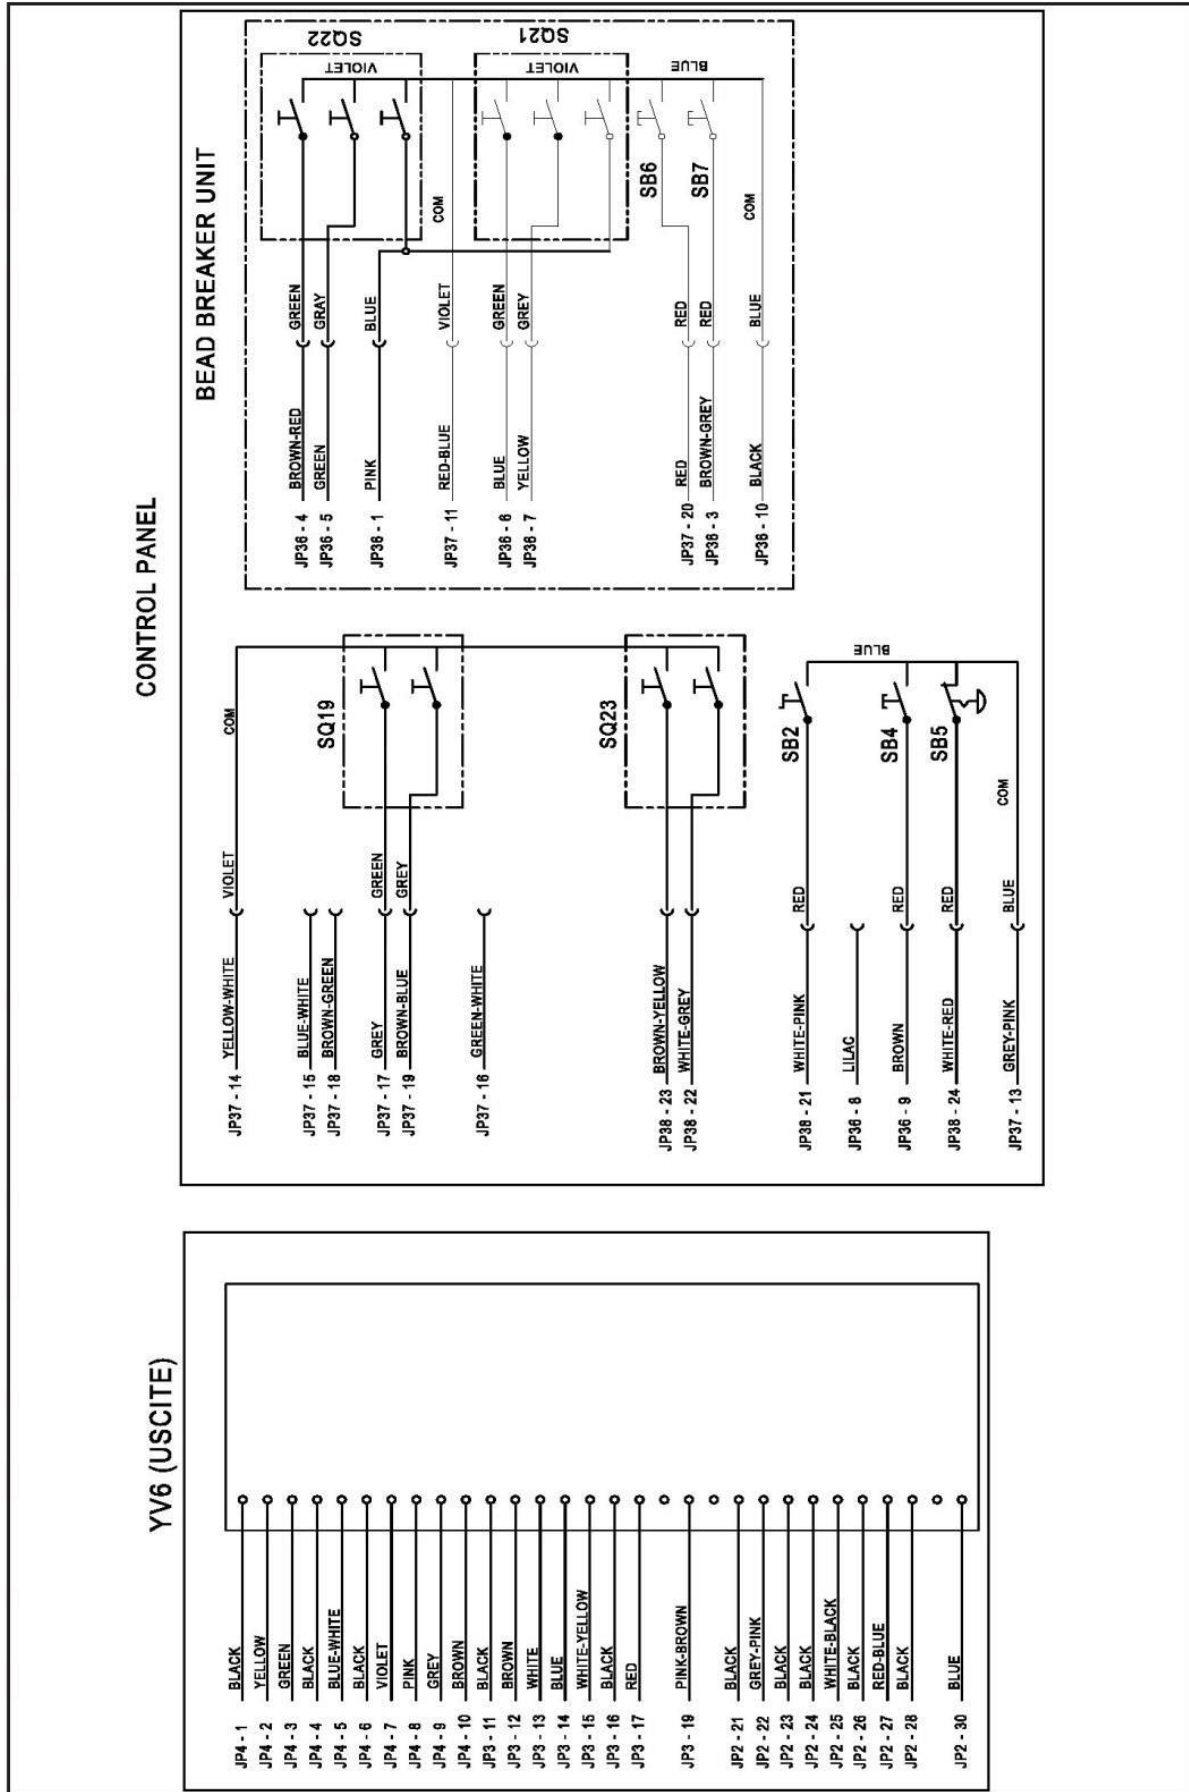 CONTROL PANEL
BEAD BREAKER UNIT
SQ22
VIOLET
SQ21
VIOLET
BLUE
SB6
SB7
COM
COM
JP36 - 4 BROWN-RED GREEN
JP36 - 5 GREEN GRAY
JP36 - 1 PINK BLUE
JP37 - 11 RED-BLUE VIOLET
JP36 - 6 BLUE GREEN
JP36 - 7 YELLOW GREY
JP37 - 20 RED RED
JP36 - 3 BROWN-GREY RED
JP36 - 10 BLACK BLUE
COM
SQ19
SQ23
JP37 - 14 YELLOW-WHITE VIOLET
JP37 - 15 BLUE-WHITE
JP37 - 18 BROWN-GREEN
JP37 - 17 GREY GREEN
JP37 - 19 BROWN-BLUE GREY
JP37 - 16 GREEN-WHITE
JP38 - 23 BROWN-YELLOW
JP38 - 22 WHITE-GREY
BLUE
SB2
SB4
SB5
COM
JP38 - 21 WHITE-PINK RED
JP36 - 8 LILAC
JP36 - 9 BROWN RED
JP38 - 24 WHITE-RED RED
JP37 - 13 GREY-PINK BLUE
YV6 (USCITE)
JP4 - 1 BLACK
JP4 - 2 YELLOW
JP4 - 3 GREEN
JP4 - 4 BLACK
JP4 - 5 BLUE-WHITE
JP4 - 6 BLACK
JP4 - 7 VIOLET
JP4 - 8 PINK
JP4 - 9 GREY
JP4 - 10 BROWN
JP3 - 11 BLACK
JP3 - 12 BROWN
JP3 - 13 WHITE
JP3 - 14 BLUE
JP3 - 15 WHITE-YELLOW
JP3 - 16 BLACK
JP3 - 17 RED
JP3 - 19 PINK-BROWN
JP2 - 21 BLACK
JP2 - 22 GREY-PINK
JP2 - 23 BLACK
JP2 - 24 BLACK
JP2 - 25 WHITE-BLACK
JP2 - 26 BLACK
JP2 - 27 RED-BLUE
JP2 - 28 BLACK
JP2 - 30 BLUE